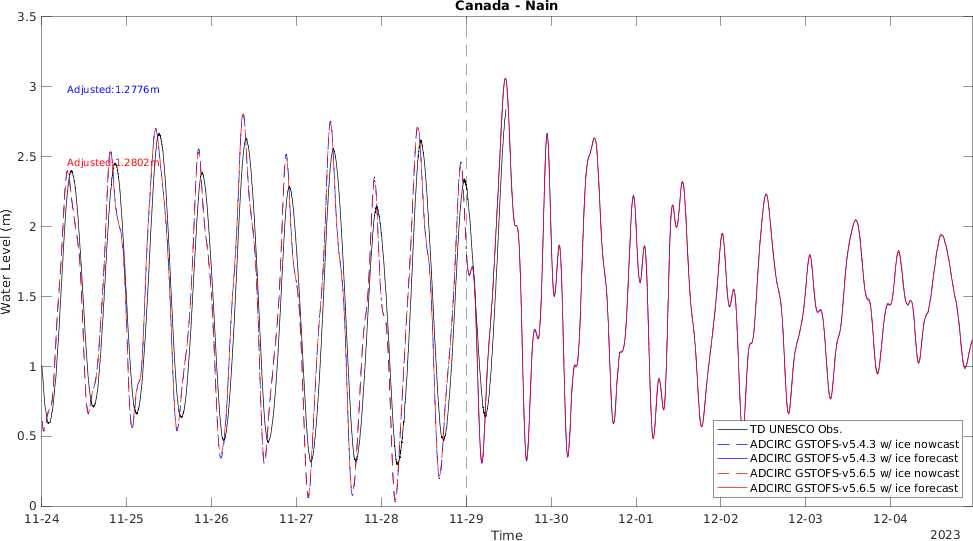 Canada - Nain
3.5
3
2.5
2
1.5
1
0.5
0
Water Level (m)
Adjusted:1.2776m
Adjusted:1.2802m
TD UNESCO Obs.
ADCIRC GSTOFS-v5.4.3 w/ ice nowcast
ADCIRC GSTOFS-v5.4.3 w/ ice forecast
ADCIRC GSTOFS-v5.6.5 w/ ice nowcast
ADCIRC GSTOFS-v5.6.5 w/ ice forecast
11-24 11-25 11-26 11-27 11-28 11-29 11-30 12-01 12-02 12-03 12-04
Time
2023